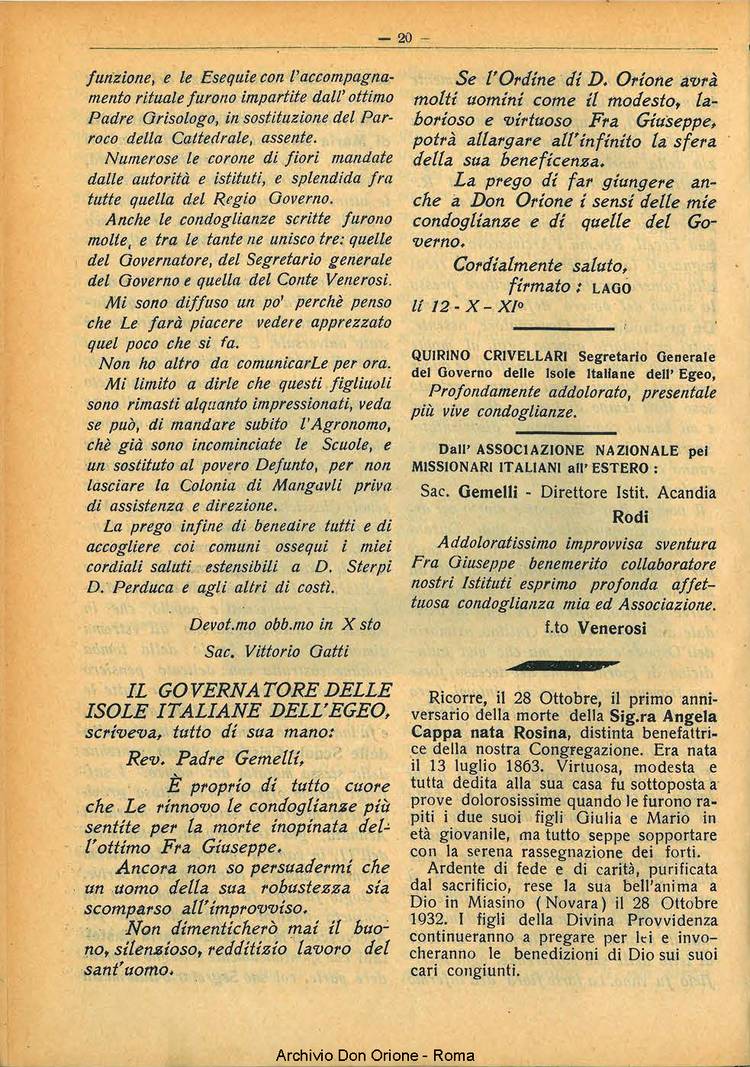 — 20 —
funzione, e le Esequie con l'accompagna-
mento rituale furono impartite dall' ottimo
Padre Grisologo, in sostituzione del Par-
roco della Cattedrale, assente.
Numerose le corone di fiori mandate
dalle autorità e istituti, e splendida fra
tutte quella del Regio Governo.
Anche le condoglianze scritte furono
molte, e tra le tante ne unisco tre: quelle
del Governatore, del Segretario generale
del Governo e quella del Conte Venerosi.
Mi sono diffuso un po' perchè penso
che Le farà piacere vedere apprezzato
quel poco che si fa.
Non ho altro da comunicarLe per ora.
Mi limito a dirle che questi figliuoli
sono rimasti alquanto impressionati, veda
se può, di mandare subito l'Agronomo,
chè già sono incominciate le Scuole, e
un sostituto al povero Defunto, per non
lasciare la Colonia di Mangavli priva
di assistenza e direzione.
La prego infine di benedire tutti e di
accogliere coi comuni ossequi i miei
cordiali saluti estensibili a D. Sterpi
D. Perduca e agli altri di costì.
Devot.mo obb.mo in X sto
Sac. Vittorio Gatti
IL GOVERNATORE DELLE
ISOLE ITALIANE DELL'EGEO,
scriveva, tutto di sua mano:
Rev. Padre Gemelli,
È proprio di tutto cuore
che Le rinnovo le condoglianze più
sentite per la morte inopinata del-
l'ottimo Fra Giuseppe.
Ancora non so persuadermi che
un uomo della sua robustezza sia
scomparso all'improvviso.
Non dimenticherò mai il buo-
no, silenzioso, redditizio lavoro del
sant'uomo.
Se l'Ordine di D. Orione avrà
molti uomini come il modesto, la-
borioso e virtuoso Fra Giuseppe,
potrà allargare all'infinito la sfera
della sua beneficenza.
La prego di far giungere an-
che a Don Orione i sensi delle mie
condoglianze e di quelle del Go-
verno.
Cordialmente saluto,
firmato : LAGO
lì 12 - X - XIº
QUIRINO CRIVELLARI Segretario Generale
del Governo delle Isole Italiane dell' Egeo,
Profondamente addolorato, presentale
più vive condoglianze.
Dall' ASSOCIAZIONE NAZIONALE pei
MISSIONARI ITALIANI all' ESTERO :
Sac. Gemelli - Direttore Istit. Acandia
Rodi
Addoloratissimo improvvisa sventura
Fra Giuseppe benemerito collaboratore
nostri Istituti esprimo profonda affet-
tuosa condoglianza mia ed Associazione.
f.to Venerosi
Ricorre, il 28 Ottobre, il primo anni-
versario della morte della Sig.ra Angela
Cappa nata Rosina, distinta benefattri-
ce della nostra Congregazione. Era nata
il 13 luglio 1863. Virtuosa, modesta e
tutta dedita alla sua casa fu sottoposta a
prove dolorosissime quando le furono ra-
piti i due suoi figli Giulia e Mario in
età giovanile, ma tutto seppe sopportare
con la serena rassegnazione dei forti.
Ardente di fede e di carità, purificata
dal sacrificio, rese la sua bell'anima a
Dio in Miasino (Novara) il 28 Ottobre
1932. I figli della Divina Provvidenza
continueranno a pregare per lei e invo-
cheranno le benedizioni di Dio sui suoi
cari congiunti.
Archivio Don Orione - Roma